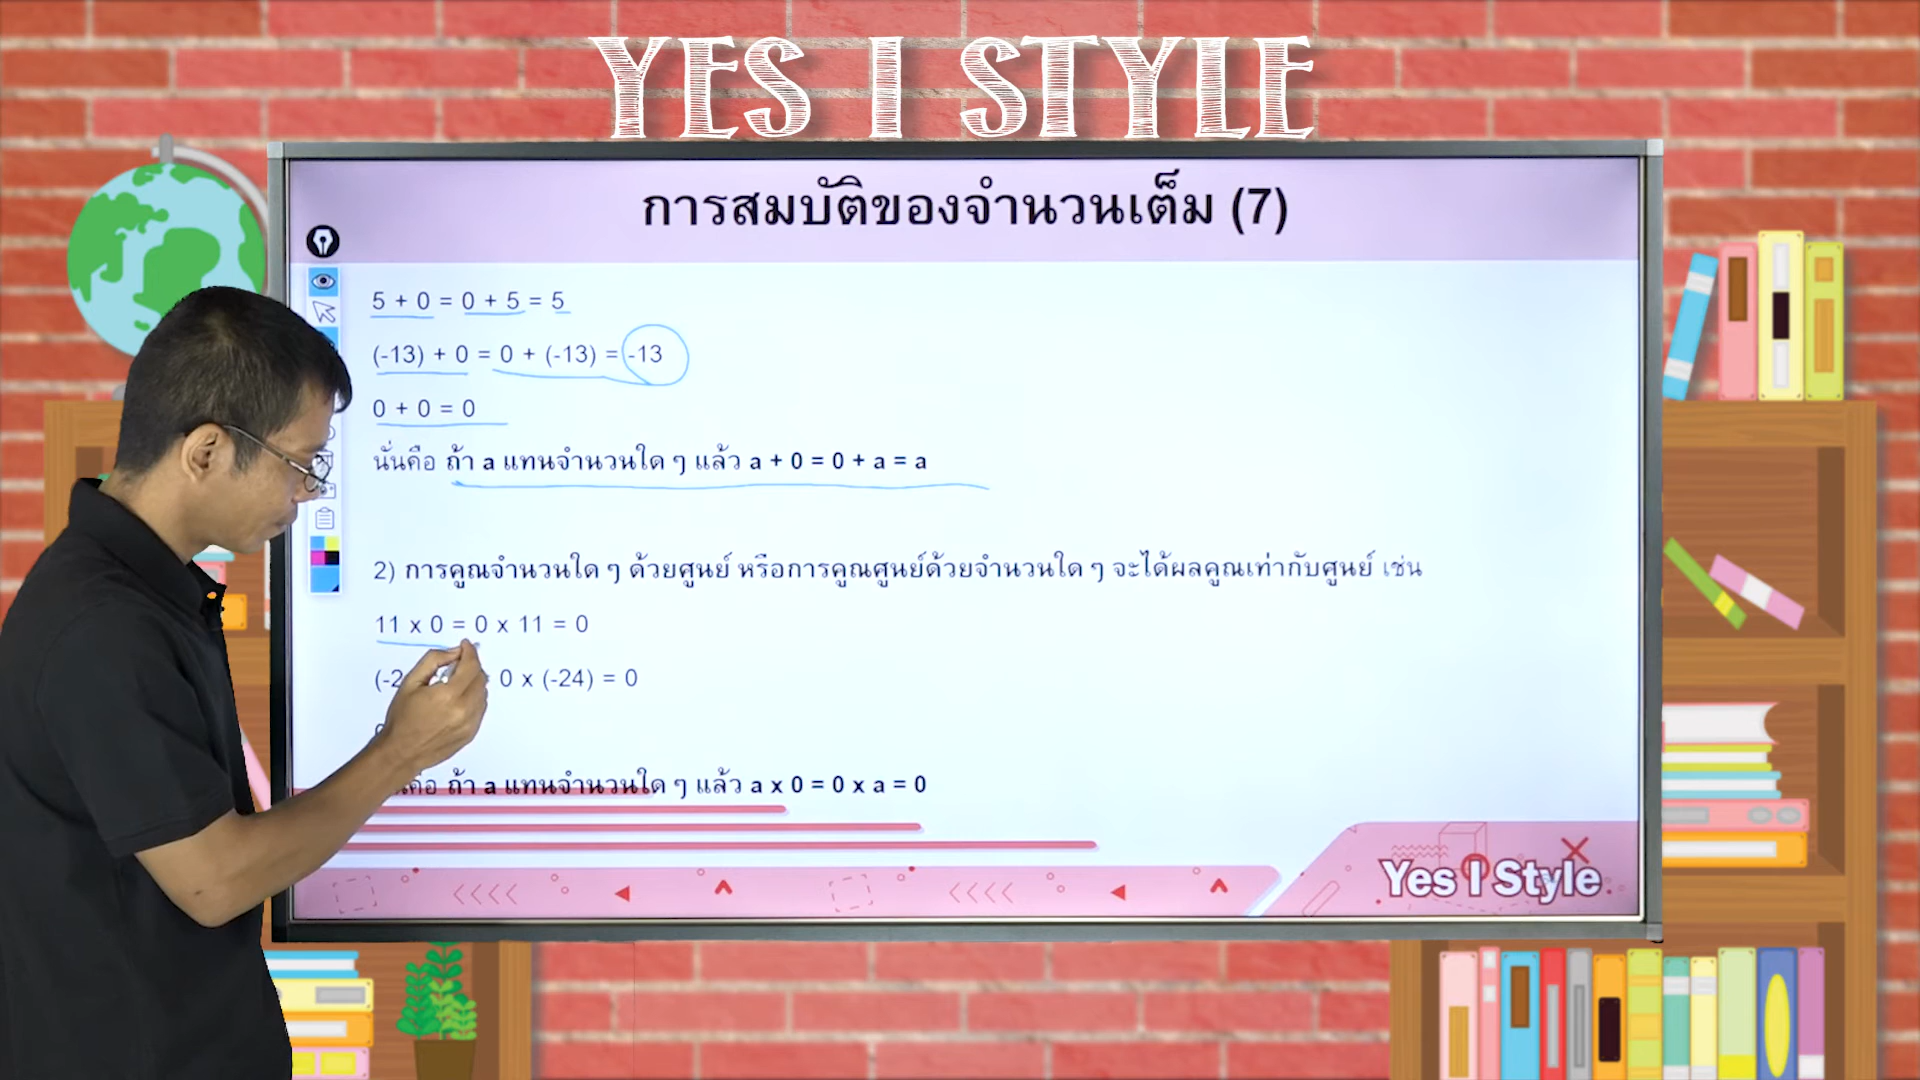 YES I STYLE
การสมบัติของจำนวนเต็ม (7)
5 + 0 = 0 + 5 = 5
(-13) + 0 = 0 + (-13) = -13
0 + 0 = 0
นั่นคือ ถ้า a แทนจำนวนใด ๆ แล้ว a + 0 = 0 + a = a
2) การคูณจำนวนใด ๆ ด้วยศูนย์ หรือการคูณศูนย์ด้วยจำนวนใด ๆ จะได้ผลคูณเท่ากับศูนย์ เช่น
11 x 0 = 0 x 11 = 0
0 x (-24) = 0
ถ้า a แทนจำนวนใด ๆ แล้ว a x 0 = 0 x a = 0
Yes I Style